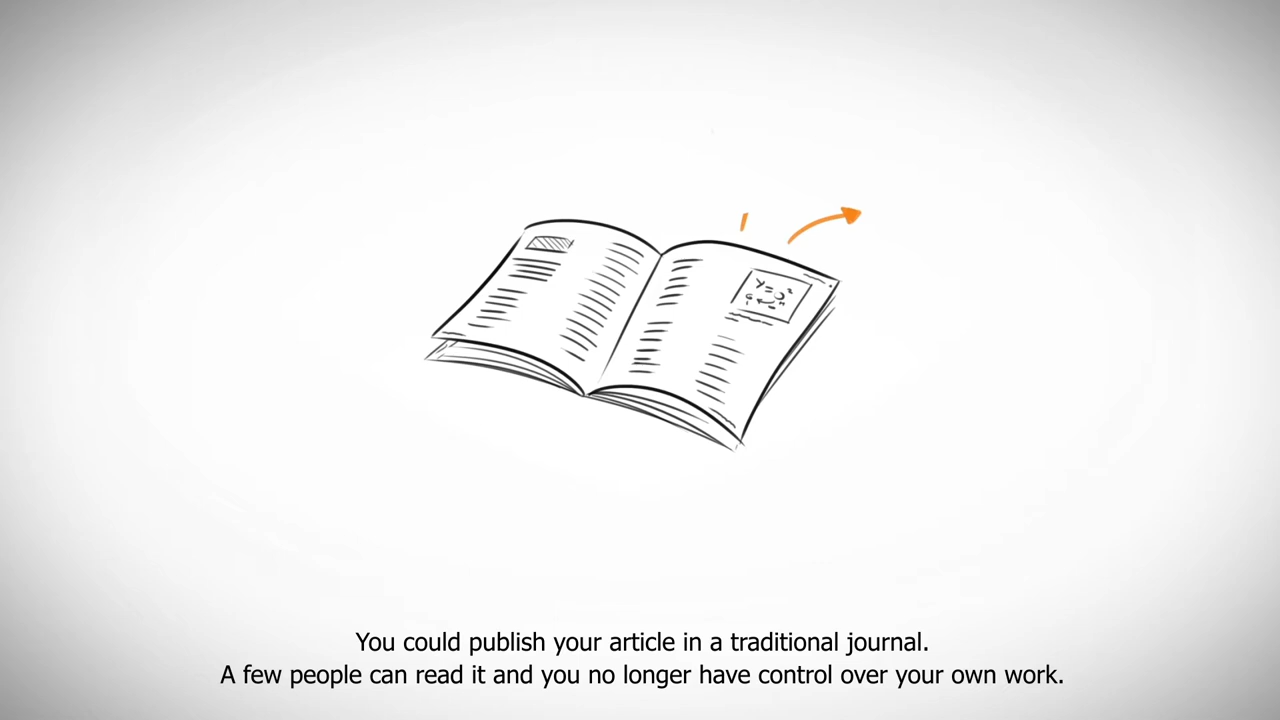 You could publish your article in a traditional journal.
A few people can read it and you no longer have control over your own work.